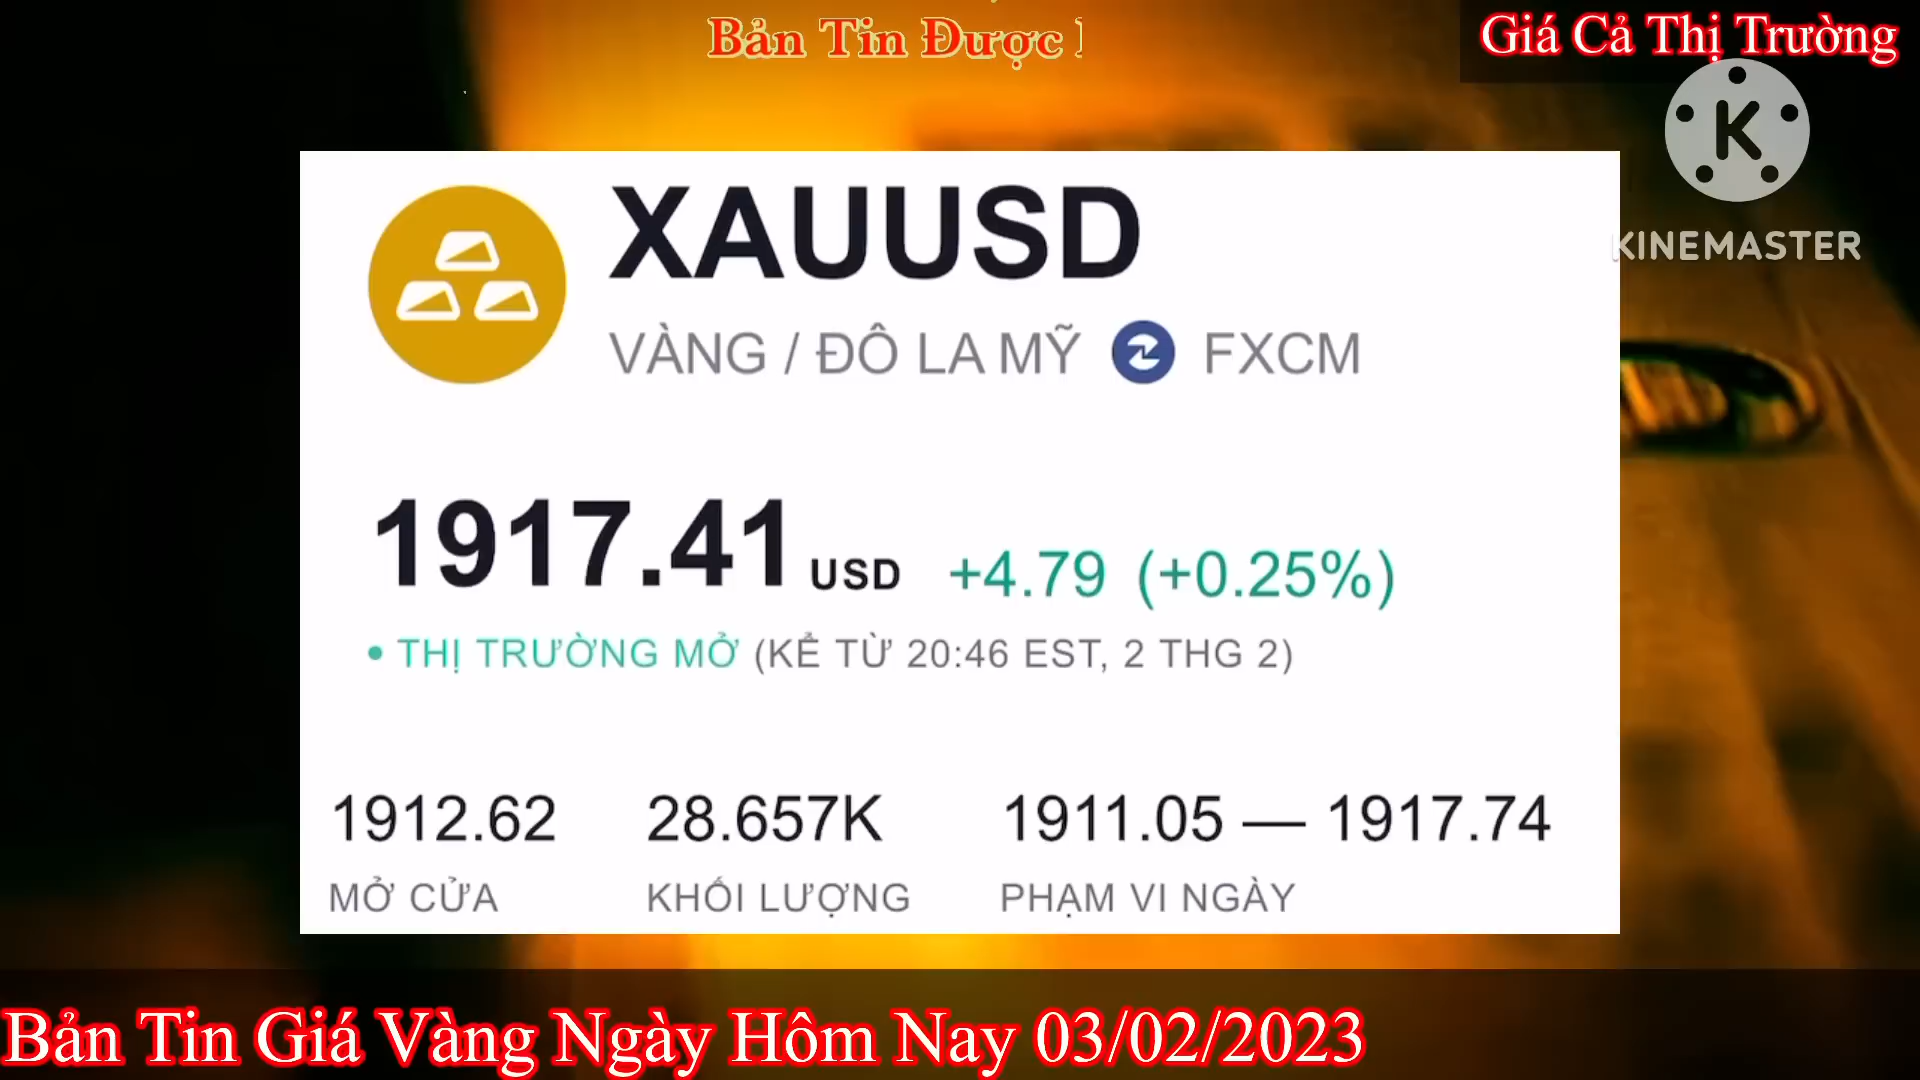 Bản Tin Được
Giá Cả Thị Trường
K
KINEMASTER
XAUUSD
VÀNG / ĐÔ LA MỸ FXCM
1917.41 USD +4.79 (+0.25%)
• THỊ TRƯỜNG MỞ (KỂ TỪ 20:46 EST, 2 THG 2)
1912.62 28.657K 1911.05 — 1917.74
MỞ CỬA KHỐI LƯỢNG PHẠM VI NGÀY
Bản Tin Giá Vàng Ngày Hôm Nay 03/02/2023